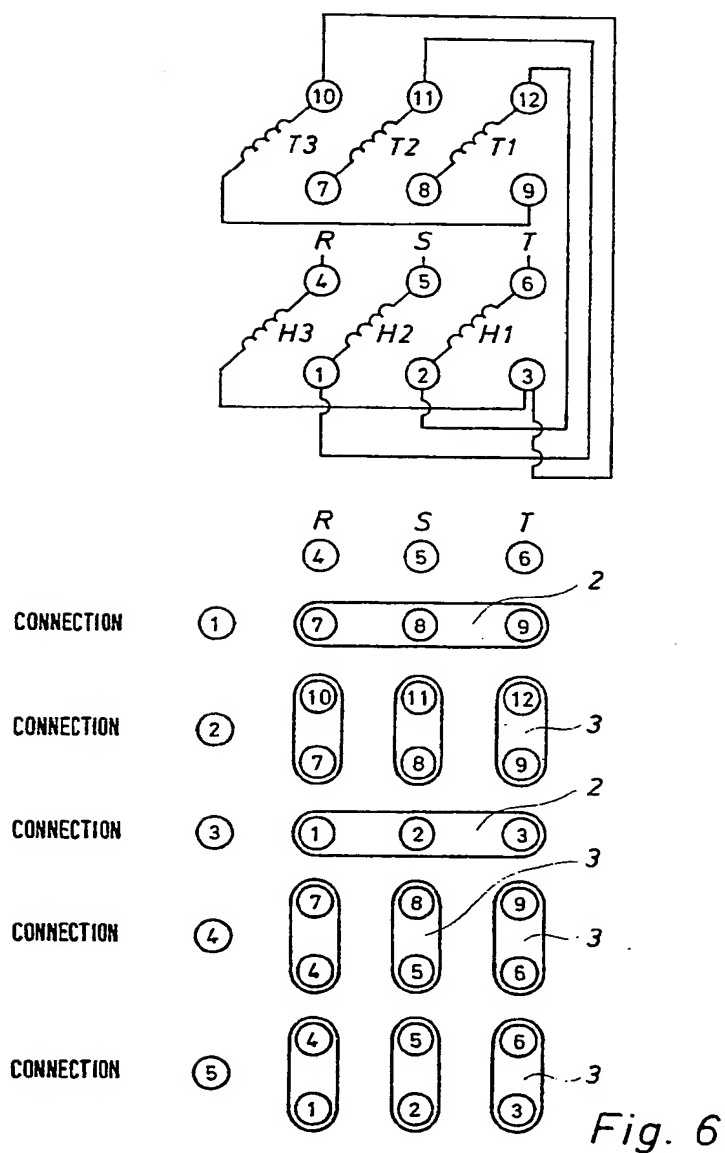 10 11 12
T3 T2 T1
7 8 9
R S T
4 5 6
H3 H2 H1
1 2 3
R S T
4 5 6
2
CONNECTION 1 7 8 9
10 11 12
CONNECTION 2 3
7 8 9
2
CONNECTION 3 1 2 3
3
7 8 9
CONNECTION 4 3
4 5 6
4 5 6
CONNECTION 5 3
1 2 3
Fig. 6